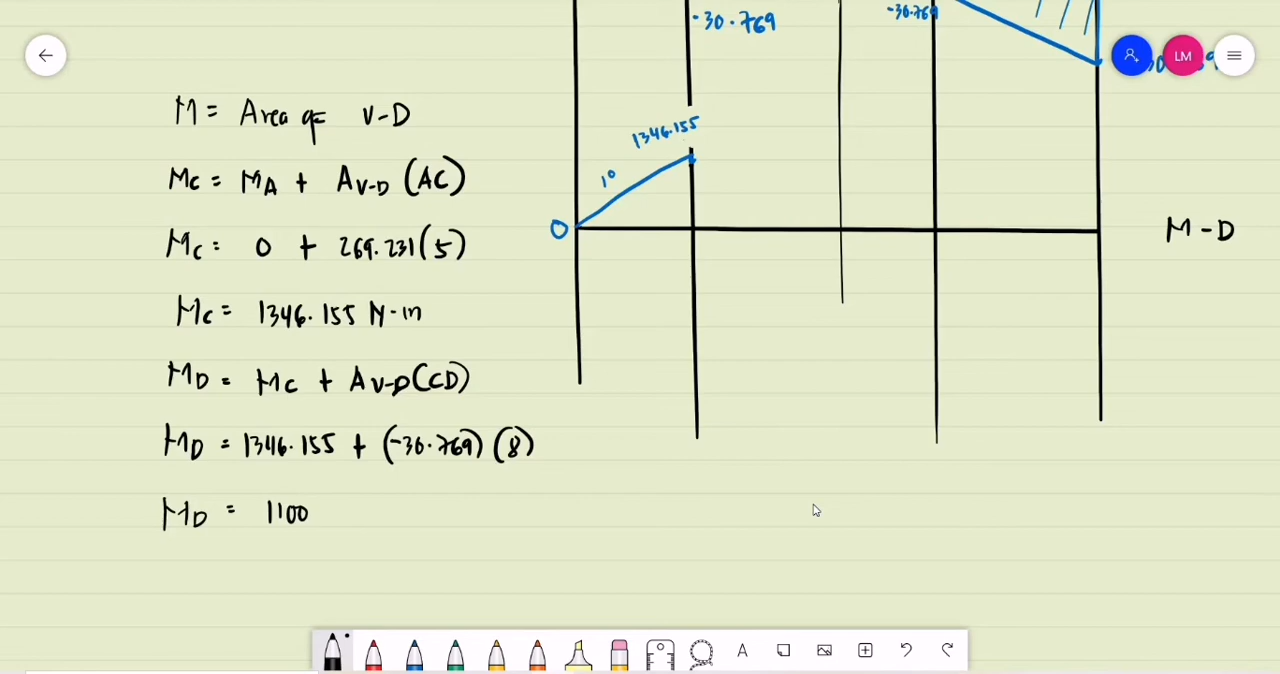 -30.769
-30.769
M = Area of V-D
1346.155
MC = MA + AV-D (AC)
1°
0
M-D
MC = 0 + 269.231(5)
MC = 1346.155 N-m
MD = MC + AV-D(CD)
MD = 1346.155 + (-30.769)(8)
MD = 1100
LM
A